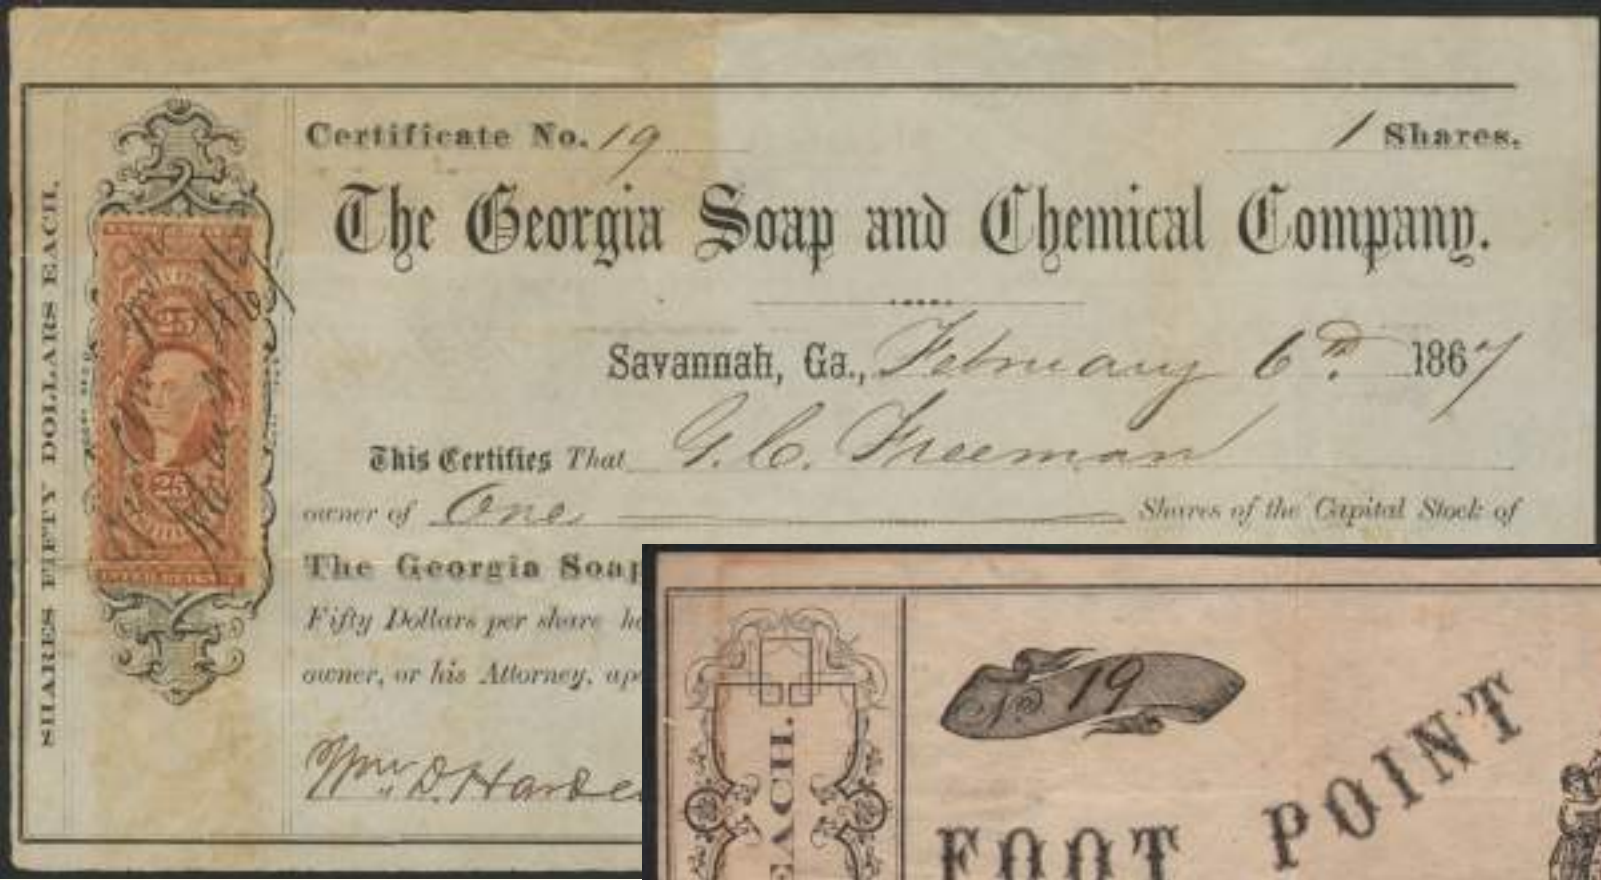 Certificate No. 19
1 Shares.
The Georgia Soap and Chemical Company.
Savannah, Ga., February 6th 1867
This Certifies That G. C. Freeman
owner of One Shares of the Capital Stock of
The Georgia Soap
Fifty Dollars per share
owner, or his Attorney,
Wm. D. Harde
SHARES FIFTY DOLLARS EACH.
25
25
No 19
EACH.
FOOT POINT